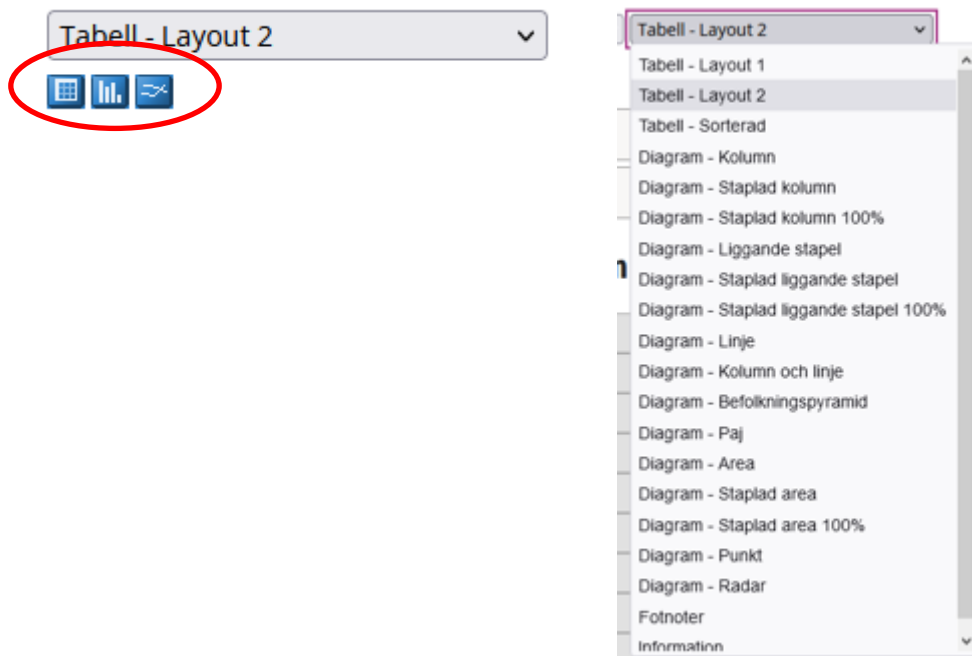 Tabell - Layout 2
Tabell - Layout 2
Tabell - Layout 1
Tabell - Layout 2
Tabell - Sorterad
Diagram - Kolumn
Diagram - Staplad kolumn
Diagram - Staplad kolumn 100%
Diagram - Liggande stapel
Diagram - Staplad liggande stapel
Diagram - Staplad liggande stapel 100%
Diagram - Linje
Diagram - Kolumn och linje
Diagram - Befolkningspyramid
Diagram - Paj
Diagram - Area
Diagram - Staplad area
Diagram - Staplad area 100%
Diagram - Punkt
Diagram - Radar
Fotnoter
Information